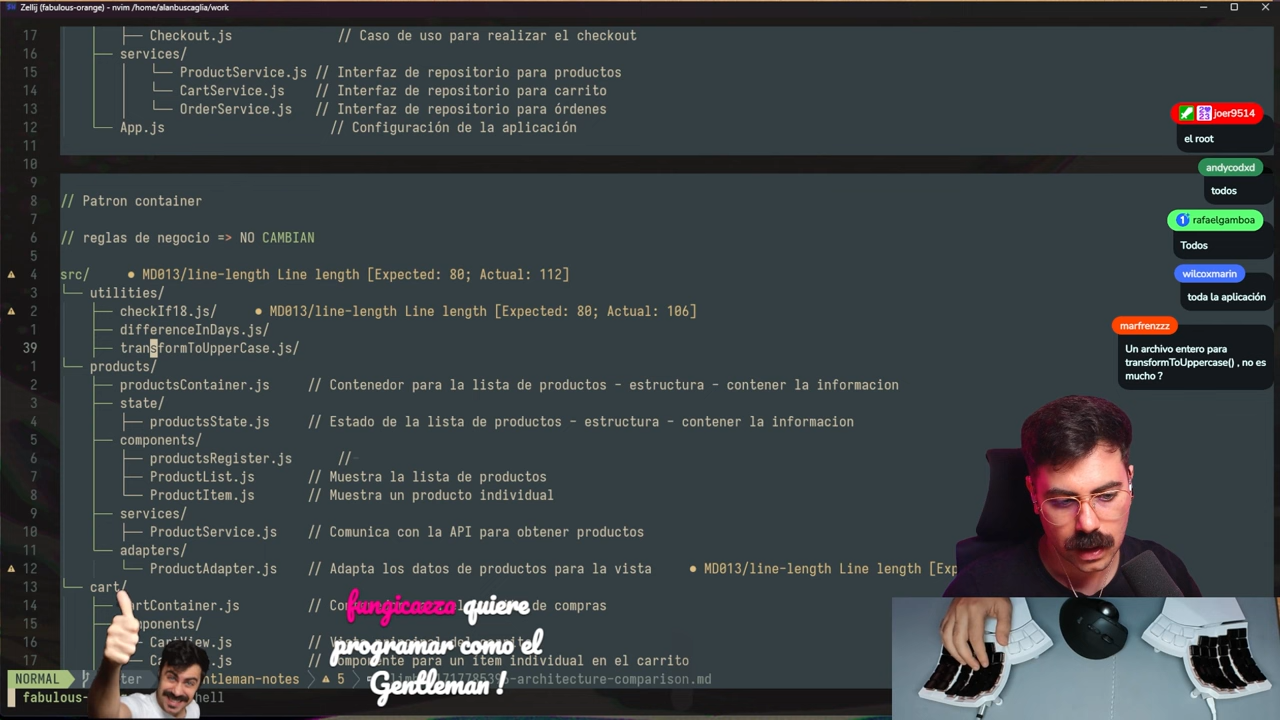 Zellij (fabulous-orange) - nvim /home/alanbuscaglia/work
17 ├── Checkout.js // Caso de uso para realizar el checkout
16 ├── services/
15 │ └── ProductService.js // Interfaz de repositorio para productos
14 │ └── CartService.js // Interfaz de repositorio para carrito
13 │ └── OrderService.js // Interfaz de repositorio para órdenes
12 └── App.js // Configuración de la aplicación
11
10
9
8 // Patron container
7
6 // reglas de negocio => NO CAMBIAN
5
4 src/ ● MD013/line-length Line length [Expected: 80; Actual: 112]
3 └── utilities/
2 ├── checkIf18.js/ ● MD013/line-length Line length [Expected: 80; Actual: 106]
1 ├── differenceInDays.js/
39 ├── transformToUpperCase.js/
1 └── products/
2 ├── productsContainer.js // Contenedor para la lista de productos - estructura - contener la informacion
3 ├── state/
4 │ ├── productsState.js // Estado de la lista de productos - estructura - contener la informacion
5 ├── components/
6 │ ├── productsRegister.js // -
7 │ ├── ProductList.js // Muestra la lista de productos
8 │ └── ProductItem.js // Muestra un producto individual
9 ├── services/
10 │ ├── ProductService.js // Comunica con la API para obtener productos
11 └── adapters/
12 └── ProductAdapter.js // Adapta los datos de productos para la vista ● MD013/line-length Line length [Exp
13 └── cart/
14 rtContainer.js // Co de compras
15 ponents/
16 CartView.js //
17 // omponente para un item individual en el carrito
NORMAL ntleman-notes 5 -architecture-comparison.md
fabulous- hell
joer9514
el root
andycodxd
todos
rafaelgamboa
Todos
wilcoxmarin
toda la aplicación
marfrenzzz
Un archivo entero para
transformToUppercase() , no es
mucho ?
fungicaeza quiere
programar como el
Gentleman !